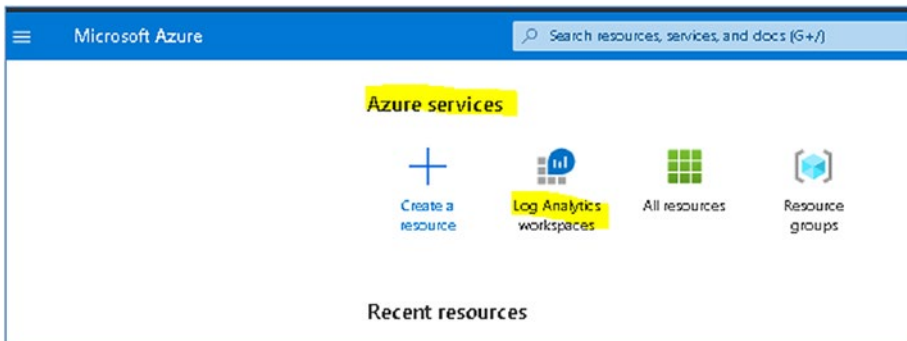 Microsoft Azure
Search resources, services, and docs (G+/)
Azure services
Create a
resource
Log Analytics
workspaces
All resources
Resource
groups
Recent resources